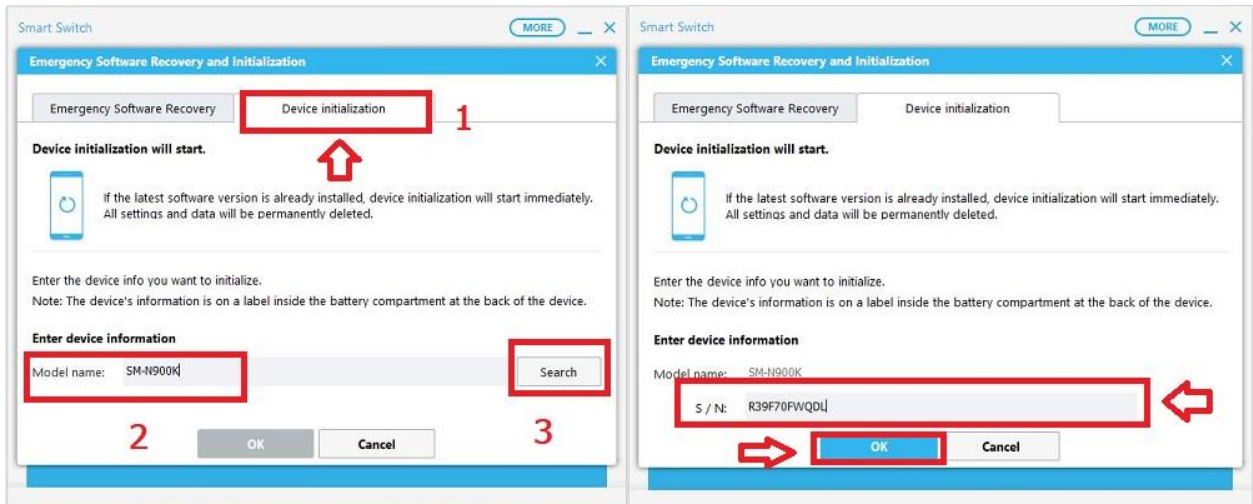 Smart Switch
MORE
Emergency Software Recovery and Initialization
Emergency Software Recovery
Device initialization
1
Device initialization will start.
If the latest software version is already installed, device initialization will start immediately.
All settings and data will be permanently deleted.
Enter the device info you want to initialize.
Note: The device's information is on a label inside the battery compartment at the back of the device.
Enter device information
Model name: SM-N900K
Search
2
3
OK
Cancel
Smart Switch
MORE
Emergency Software Recovery and Initialization
Emergency Software Recovery
Device initialization
Device initialization will start.
If the latest software version is already installed, device initialization will start immediately.
All settings and data will be permanently deleted.
Enter the device info you want to initialize.
Note: The device's information is on a label inside the battery compartment at the back of the device.
Enter device information
Model name: SM-N900K
S / N: R39F70FWQDL
OK
Cancel